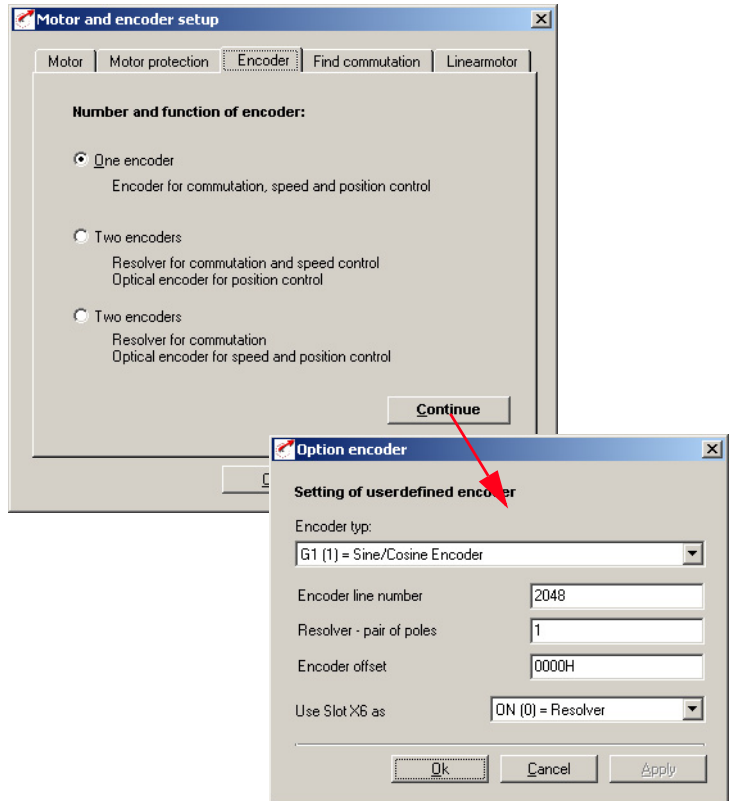 Motor and encoder setup
Motor
Motor protection
Encoder
Find commutation
Linearmotor
Number and function of encoder:
One encoder
Encoder for commutation, speed and position control
Two encoders
Resolver for commutation and speed control
Optical encoder for position control
Two encoders
Resolver for commutation
Optical encoder for speed and position control
Continue
Option encoder
Setting of userdefined encoder
Encoder typ:
G1 (1) = Sine/Cosine Encoder
Encoder line number 2048
Resolver - pair of poles 1
Encoder offset 0000H
Use Slot X6 as ON (0) = Resolver
Ok Cancel Apply